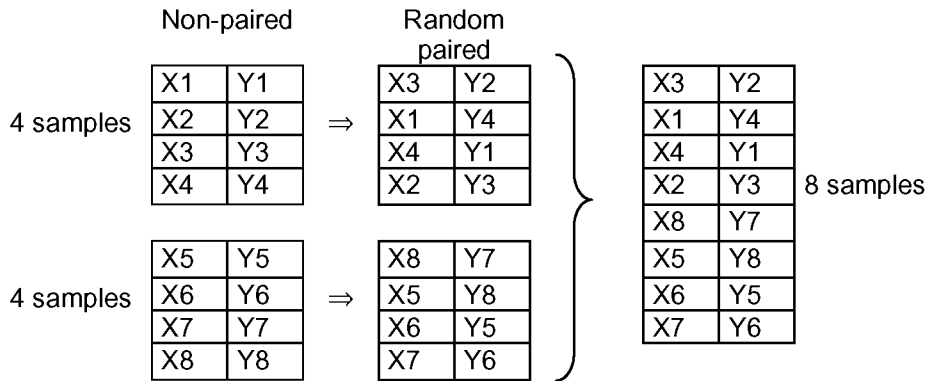 Non-paired
Random
paired
4 samples
X1 Y1
X2 Y2
X3 Y3
X4 Y4
⇒
X3 Y2
X1 Y4
X4 Y1
X2 Y3
4 samples
X5 Y5
X6 Y6
X7 Y7
X8 Y8
⇒
X8 Y7
X5 Y8
X6 Y5
X7 Y6
X3 Y2
X1 Y4
X4 Y1
X2 Y3
X8 Y7
X5 Y8
X6 Y5
X7 Y6
8 samples